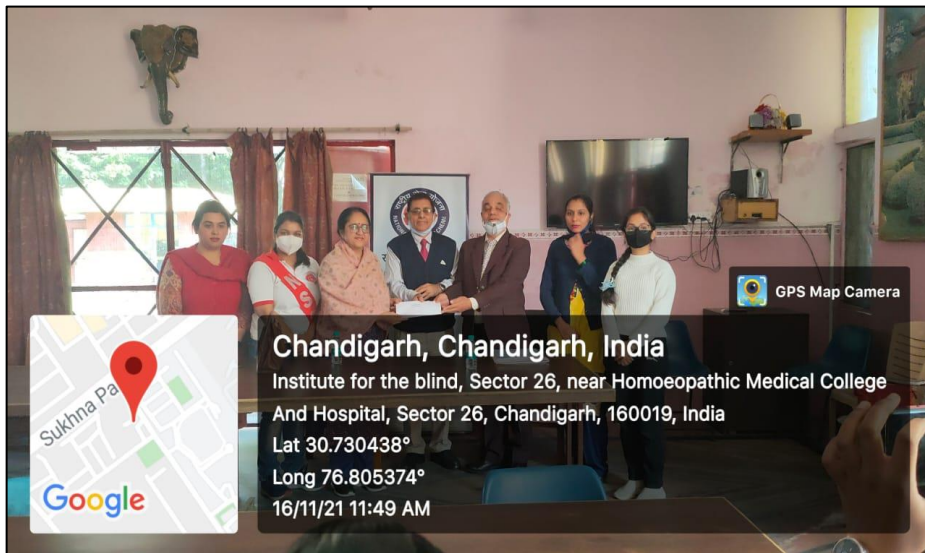 राष्ट्रीय
योजना
GPS Map Camera
Chandigarh, Chandigarh, India
Institute for the blind, Sector 26, near Homoeopathic Medical College
And Hospital, Sector 26, Chandigarh, 160019, India
Lat 30.730438°
Long 76.805374°
16/11/21 11:49 AM
Sukhna Pa
Google